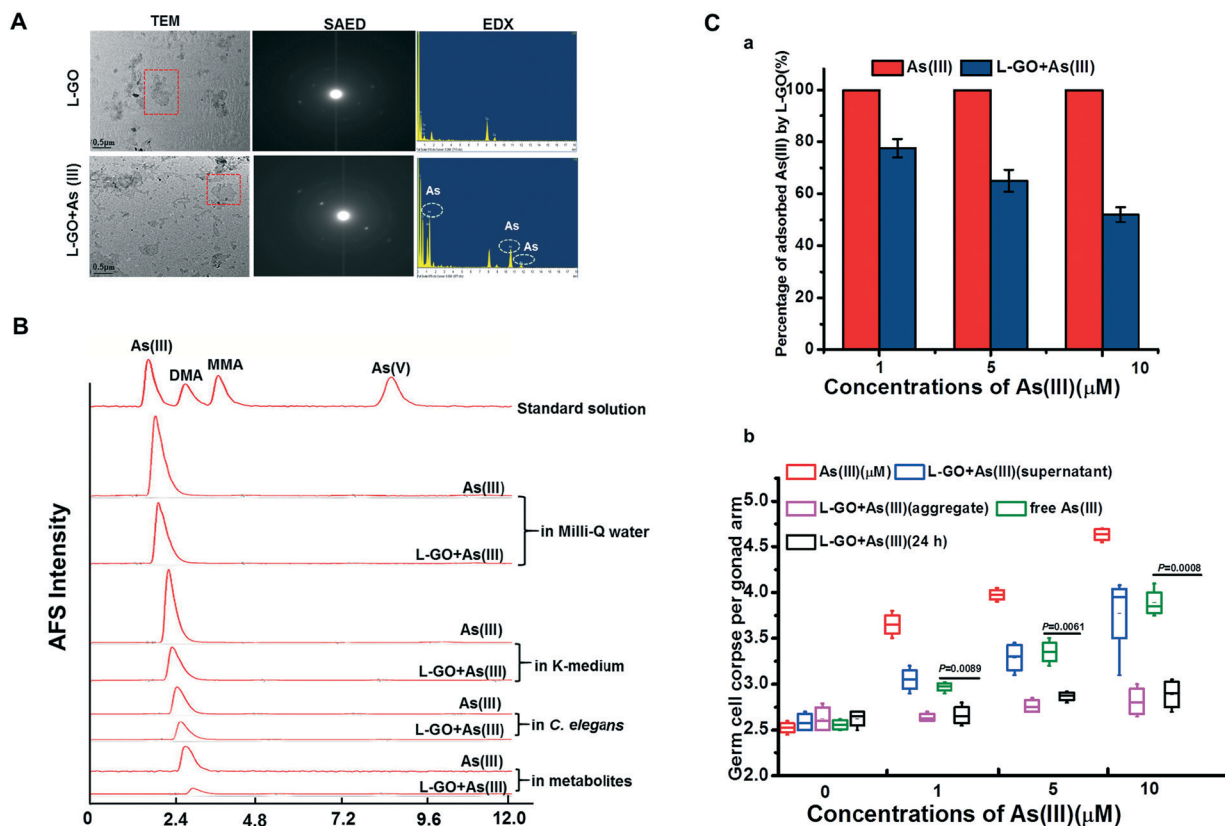 A
TEM
SAED
EDX
L-GO
0.5μm
L-GO+As (III)
0.5μm
As
As
As
B
AFS Intensity
As(III)
DMA
MMA
As(V)
Standard solution
As(III)
L-GO+As(III)
in Milli-Q water
As(III)
L-GO+As(III)
in K-medium
As(III)
L-GO+As(III)
in C. elegans
As(III)
L-GO+As(III)
in metabolites
0 2.4 4.8 7.2 9.6 12.0
C
a
Percentage of adsorbed As(III) by L-GO(%)
As(III) L-GO+As(III)
100
80
60
40
20
0
1 5 10
Concentrations of As(III)(μM)
b
Germ cell corpse per gonad arm
As(III)(μM) L-GO+As(III)(supernatant)
L-GO+As(III)(aggregate) free As(III)
L-GO+As(III)(24 h)
5.0
4.5
4.0
3.5
3.0
2.5
2.0
P=0.0089
P=0.0061
P=0.0008
0 1 5 10
Concentrations of As(III)(μM)